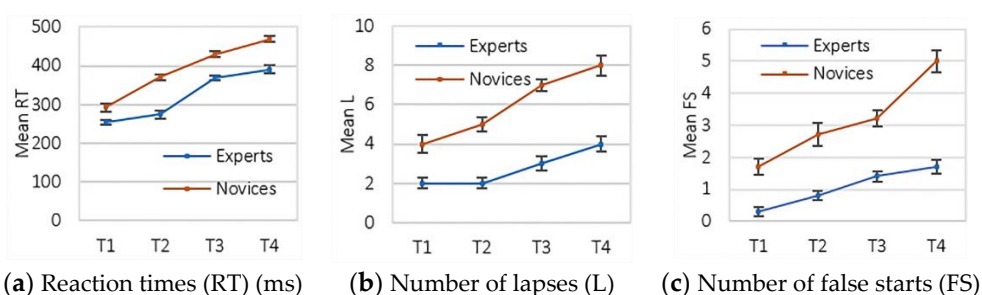 500
400
300
200
100
0
Mean RT
Experts
Novices
T1 T2 T3 T4
(a) Reaction times (RT) (ms)
10
8
6
4
2
0
Mean L
Experts
Novices
T1 T2 T3 T4
(b) Number of lapses (L)
6
5
4
3
2
1
0
Mean FS
Experts
Novices
T1 T2 T3 T4
(c) Number of false starts (FS)